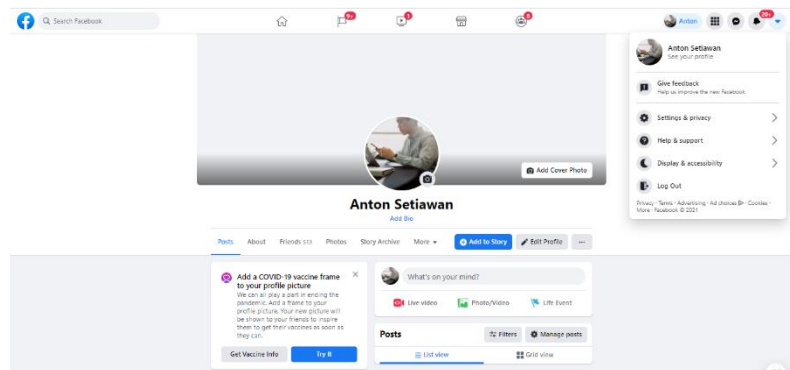 Search Facebook
9+
9
6
Anton
20+
Anton Setiawan
See your profile
Give feedback
Help us improve the new Facebook.
Settings & privacy
Help & support
Display & accessibility
Log Out
Privacy · Terms · Advertising · Ad choices · Cookies ·
More · Facebook © 2021
Add Cover Photo
Anton Setiawan
Add Bio
Posts About Friends 513 Photos Story Archive More
Add to Story
Edit Profile
Add a COVID-19 vaccine frame
to your profile picture
We can all play a part in ending the
pandemic. Add a frame to your
profile picture. Your new picture will
be shown to your friends to inspire
them to get their vaccines as soon as
they can.
Get Vaccine Info
Try It
What's on your mind?
Live video
Photo/Video
Life Event
Posts
Filters
Manage posts
List view
Grid view